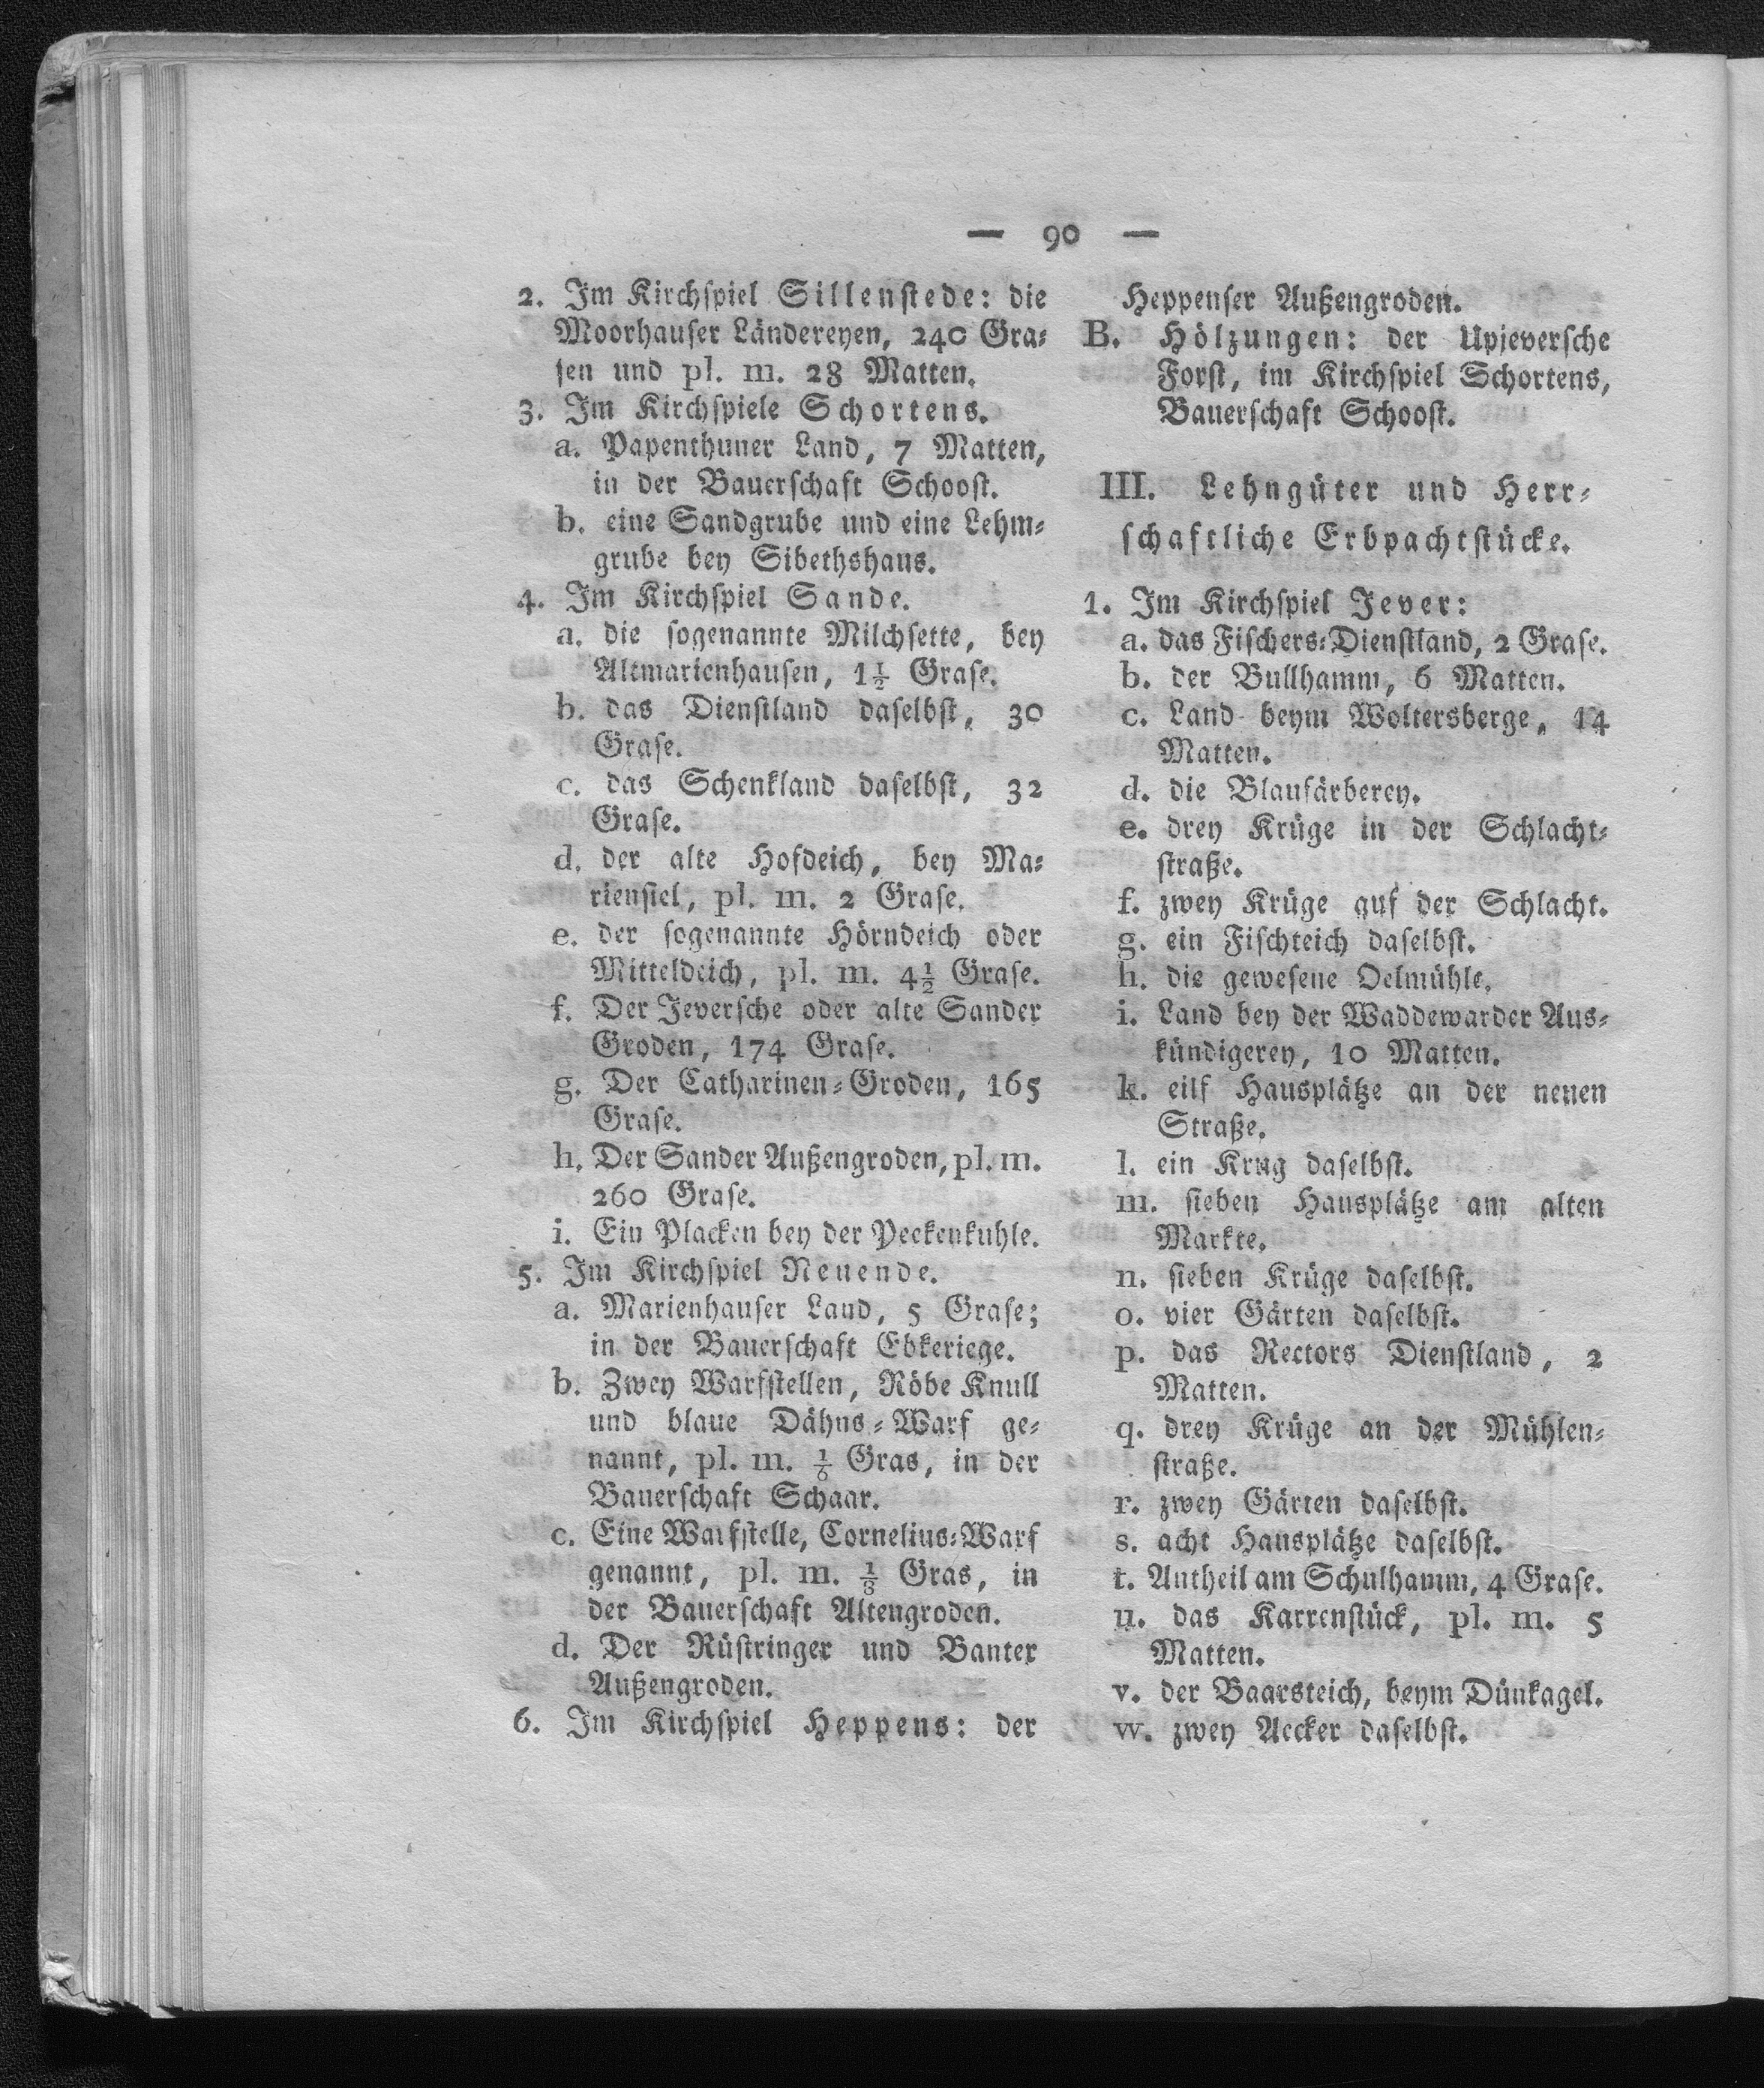 — 90 —
2. Im Kirchſpiel Sillenſtede: die
Moorhauſer Ländereyen, 240 Gra⸗
ſen und pl. m. 28 Matten.
3. Im Kirchſpiele Schortens.
a. Papenthuner Land, 7 Matten,
in der Bauerſchaft Schooſt.
b. eine Sandgrube und eine Lehm⸗
grube bey Sibethshaus.
4. Im Kirchſpiel Sande.
a. die ſogenannte Milchſette, bey
Altmarienhauſen, 1½ Graſe.
b. das Dienſtland daſelbſt, 30
Graſe.
c. das Schenkland daſelbſt, 32
Graſe.
d. der alte Hofdeich, bey Ma⸗
rienſiel, pl. m. 2 Graſe.
e. der ſogenannte Hörndeich oder
Mitteldeich, pl. m. 4½ Graſe.
f. Der Jeverſche oder alte Sander
Groden, 174 Graſe.
g. Der Catharinen⸗Groden, 165
Graſe.
h. Der Sander Außengroden, pl. m.
260 Graſe.
i. Ein Placken bey der Peckenkuhle.
5. Im Kirchſpiel Neuende.
a. Marienhauſer Land, 5 Graſe;
in der Bauerſchaft Ebkeriege.
b. Zwey Warfſtellen, Röbe Knull
und blaue Dähns⸗Warf ge⸗
nannt, pl. m. ⅙ Gras, in der
Bauerſchaft Schaar.
c. Eine Warfſtelle, Cornelius⸗Warf
genannt, pl. m. ⅛ Gras, in
der Bauerſchaft Altengroden.
d. Der Rüſtringer und Banter
Außengroden.
6. Im Kirchſpiel Heppens: der
Heppenſer Außengroden.
B. Hölzungen: der Upjeverſche
Forſt, im Kirchſpiel Schortens,
Bauerſchaft Schooſt.
III. Lehngüter und Herr⸗
ſchaftliche Erbpachtſtücke.
1. Im Kirchſpiel Jever:
a. das Fiſchers⸗Dienſtland, 2 Graſe.
b. der Bullhamm, 6 Matten.
c. Land beym Woltersberge, 14
Matten.
d. die Blaufärberey.
e. drey Krüge in der Schlacht⸗
ſtraße.
f. zwey Krüge auf der Schlacht.
g. ein Fiſchteich daſelbſt.
h. die geweſene Oelmühle.
i. Land bey der Waddewarder Aus⸗
kündigerey, 10 Matten.
k. eilf Hausplätze an der neuen
Straße.
l. ein Krug daſelbſt.
m. ſieben Hausplätze am alten
Markte.
n. ſieben Krüge daſelbſt.
o. vier Gärten daſelbſt.
p. das Rectors Dienſtland, 2
Matten.
q. drey Krüge an der Mühlen⸗
ſtraße.
r. zwey Gärten daſelbſt.
s. acht Hausplätze daſelbſt.
t. Antheil am Schulhamm, 4 Graſe.
u. das Karrenſtück, pl. m. 5
Matten.
v. der Baarsteich, beym Dünkagel.
w. zwey Aecker daſelbſt.